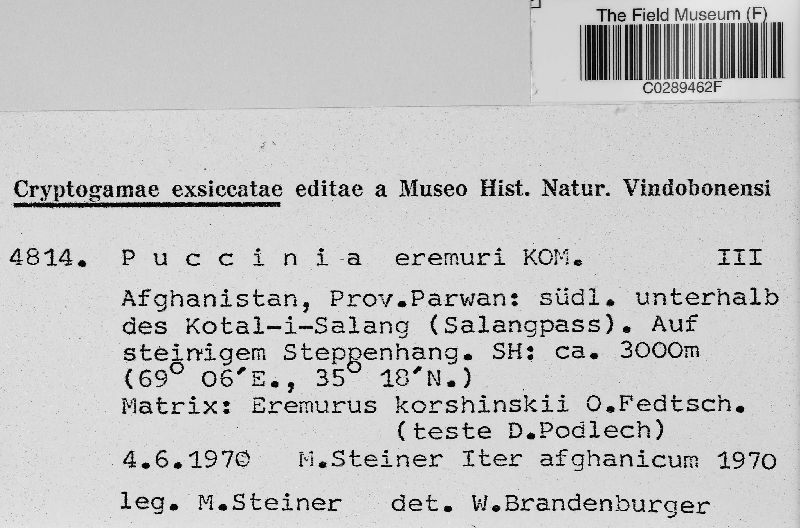 The Field Museum (F)
C0289462F
Cryptogamae exsiccatae editae a Museo Hist. Natur. Vindobonensi
4814. P u c c i n i a eremuri KOM. III
Afghanistan, Prov.Parwan: südl. unterhalb
des Kotal-i-Salang (Salangpass). Auf
steinigem Steppenhang. SH: ca. 3000m
(69° 06′E., 35° 18′N.)
Matrix: Eremurus korshinskii O.Fedtsch.
(teste D.Podlech)
4.6.1970 M.Steiner Iter afghanicum 1970
leg. M.Steiner det. W.Brandenburger